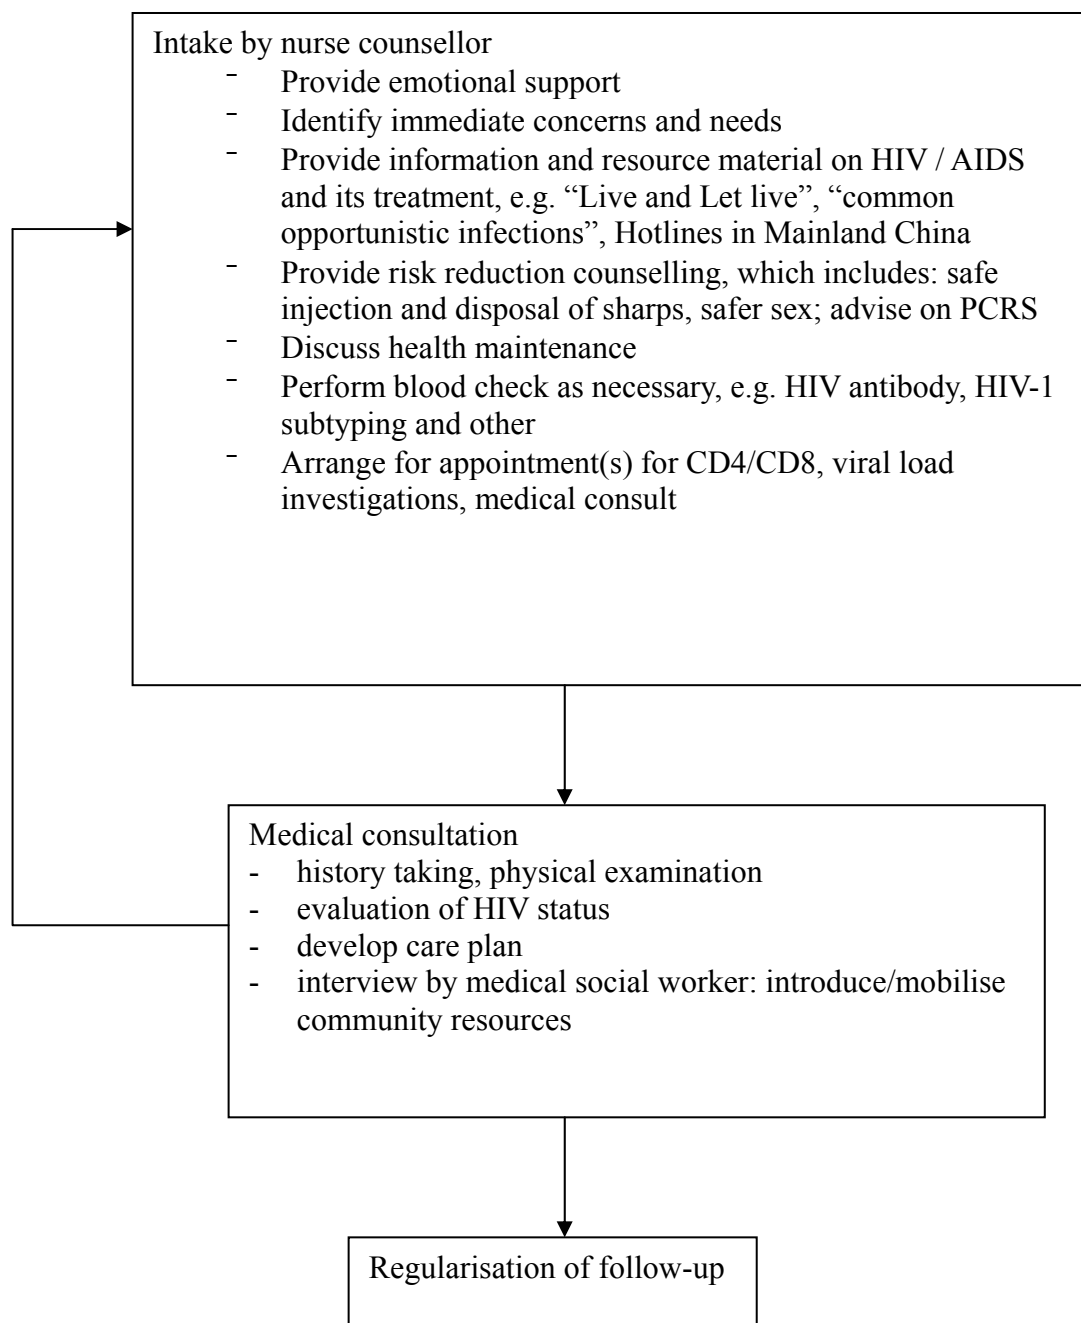 Intake by nurse counsellor
- Provide emotional support
- Identify immediate concerns and needs
- Provide information and resource material on HIV / AIDS
and its treatment, e.g. “Live and Let live”, “common
opportunistic infections”, Hotlines in Mainland China
- Provide risk reduction counselling, which includes: safe
injection and disposal of sharps, safer sex; advise on PCRS
- Discuss health maintenance
- Perform blood check as necessary, e.g. HIV antibody, HIV-1
subtyping and other
- Arrange for appointment(s) for CD4/CD8, viral load
investigations, medical consult
Medical consultation
- history taking, physical examination
- evaluation of HIV status
- develop care plan
- interview by medical social worker: introduce/mobilise
community resources
Regularisation of follow-up